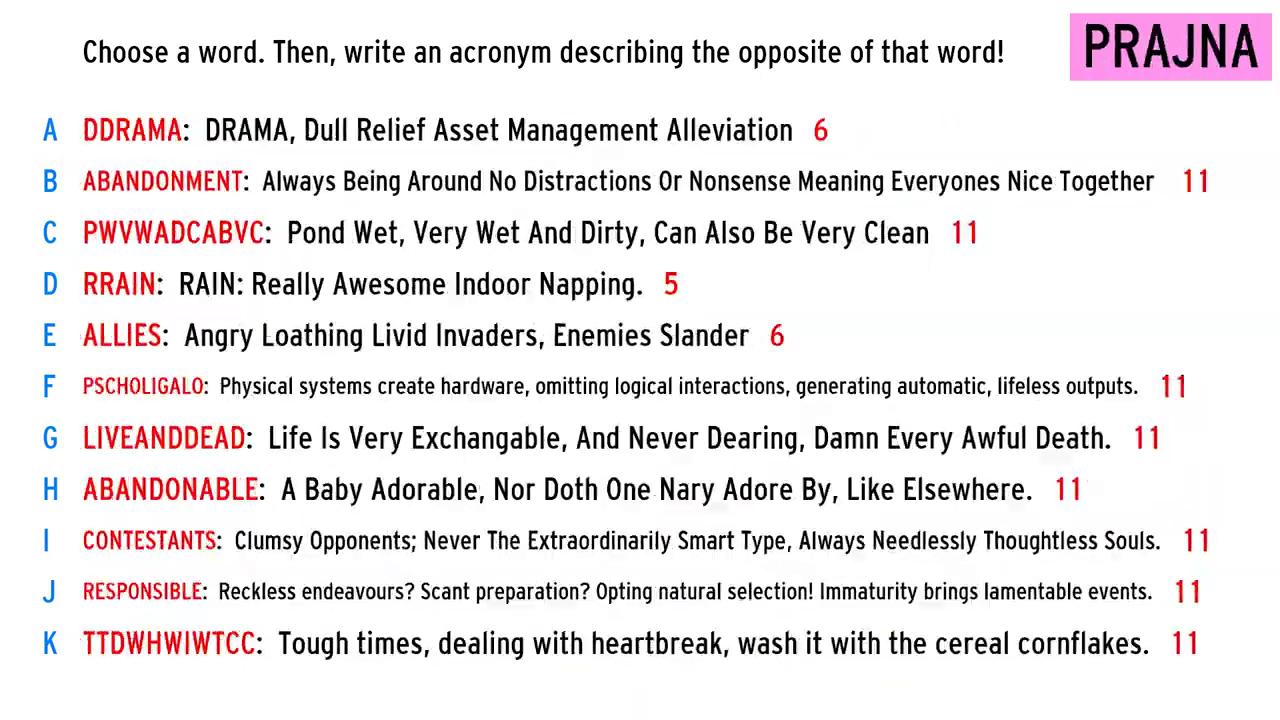 Choose a word. Then, write an acronym describing the opposite of that word!
PRAJNA
A DDRAMA: DRAMA, Dull Relief Asset Management Alleviation 6
B ABANDONMENT: Always Being Around No Distractions Or Nonsense Meaning Everyones Nice Together 11
C PWVWADCABVC: Pond Wet, Very Wet And Dirty, Can Also Be Very Clean 11
D RRAIN: RAIN: Really Awesome Indoor Napping. 5
E ALLIES: Angry Loathing Livid Invaders, Enemies Slander 6
F PSCHOLIGALO: Physical systems create hardware, omitting logical interactions, generating automatic, lifeless outputs. 11
G LIVEANDDEAD: Life Is Very Exchangable, And Never Dearing, Damn Every Awful Death. 11
H ABANDONABLE: A Baby Adorable, Nor Doth One Nary Adore By, Like Elsewhere. 11
I CONTESTANTS: Clumsy Opponents; Never The Extraordinarily Smart Type, Always Needlessly Thoughtless Souls. 11
J RESPONSIBLE: Reckless endeavours? Scant preparation? Opting natural selection! Immaturity brings lamentable events. 11
K TTDWHWIWTCC: Tough times, dealing with heartbreak, wash it with the cereal cornflakes. 11